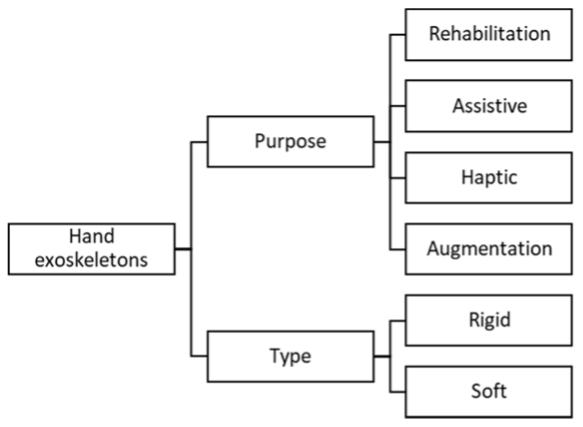 Hand
exoskeletons
Purpose
Rehabilitation
Assistive
Haptic
Augmentation
Type
Rigid
Soft